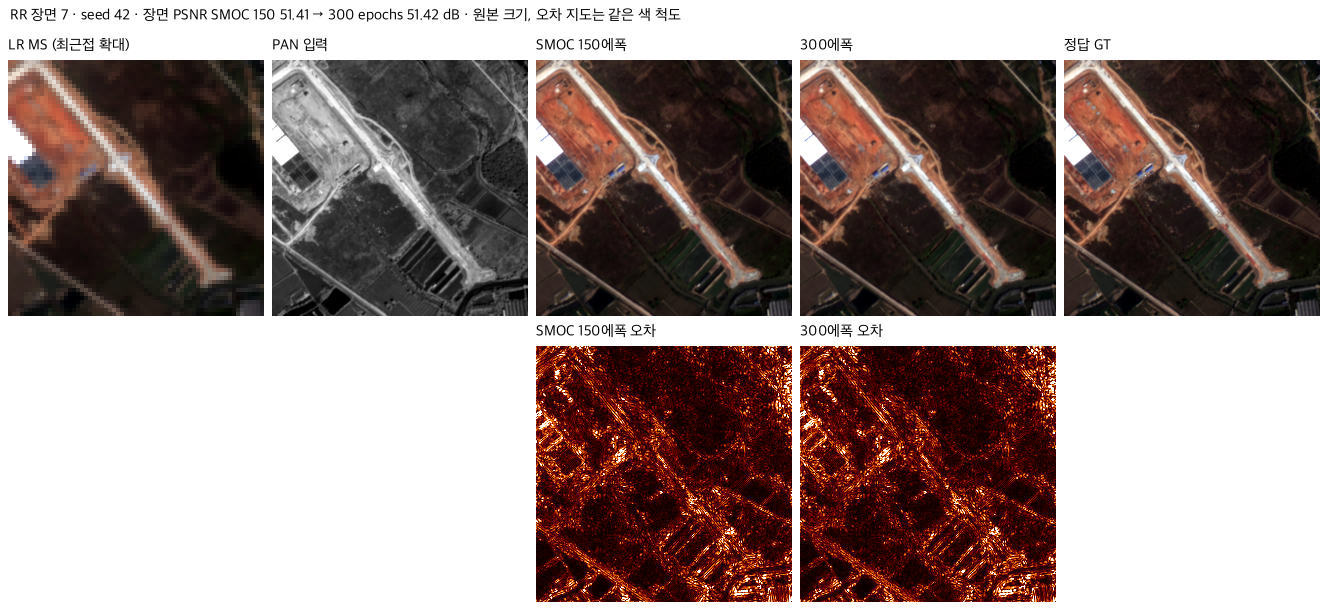 RR 장면 7 · seed 42 · 장면 PSNR SMOC 150 51.41 → 300 epochs 51.42 dB · 원본 크기, 오차 지도는 같은 색 척도
LR MS (최근접 확대)
PAN 입력
SMOC 150에폭
300에폭
정답 GT
SMOC 150에폭 오차
300에폭 오차